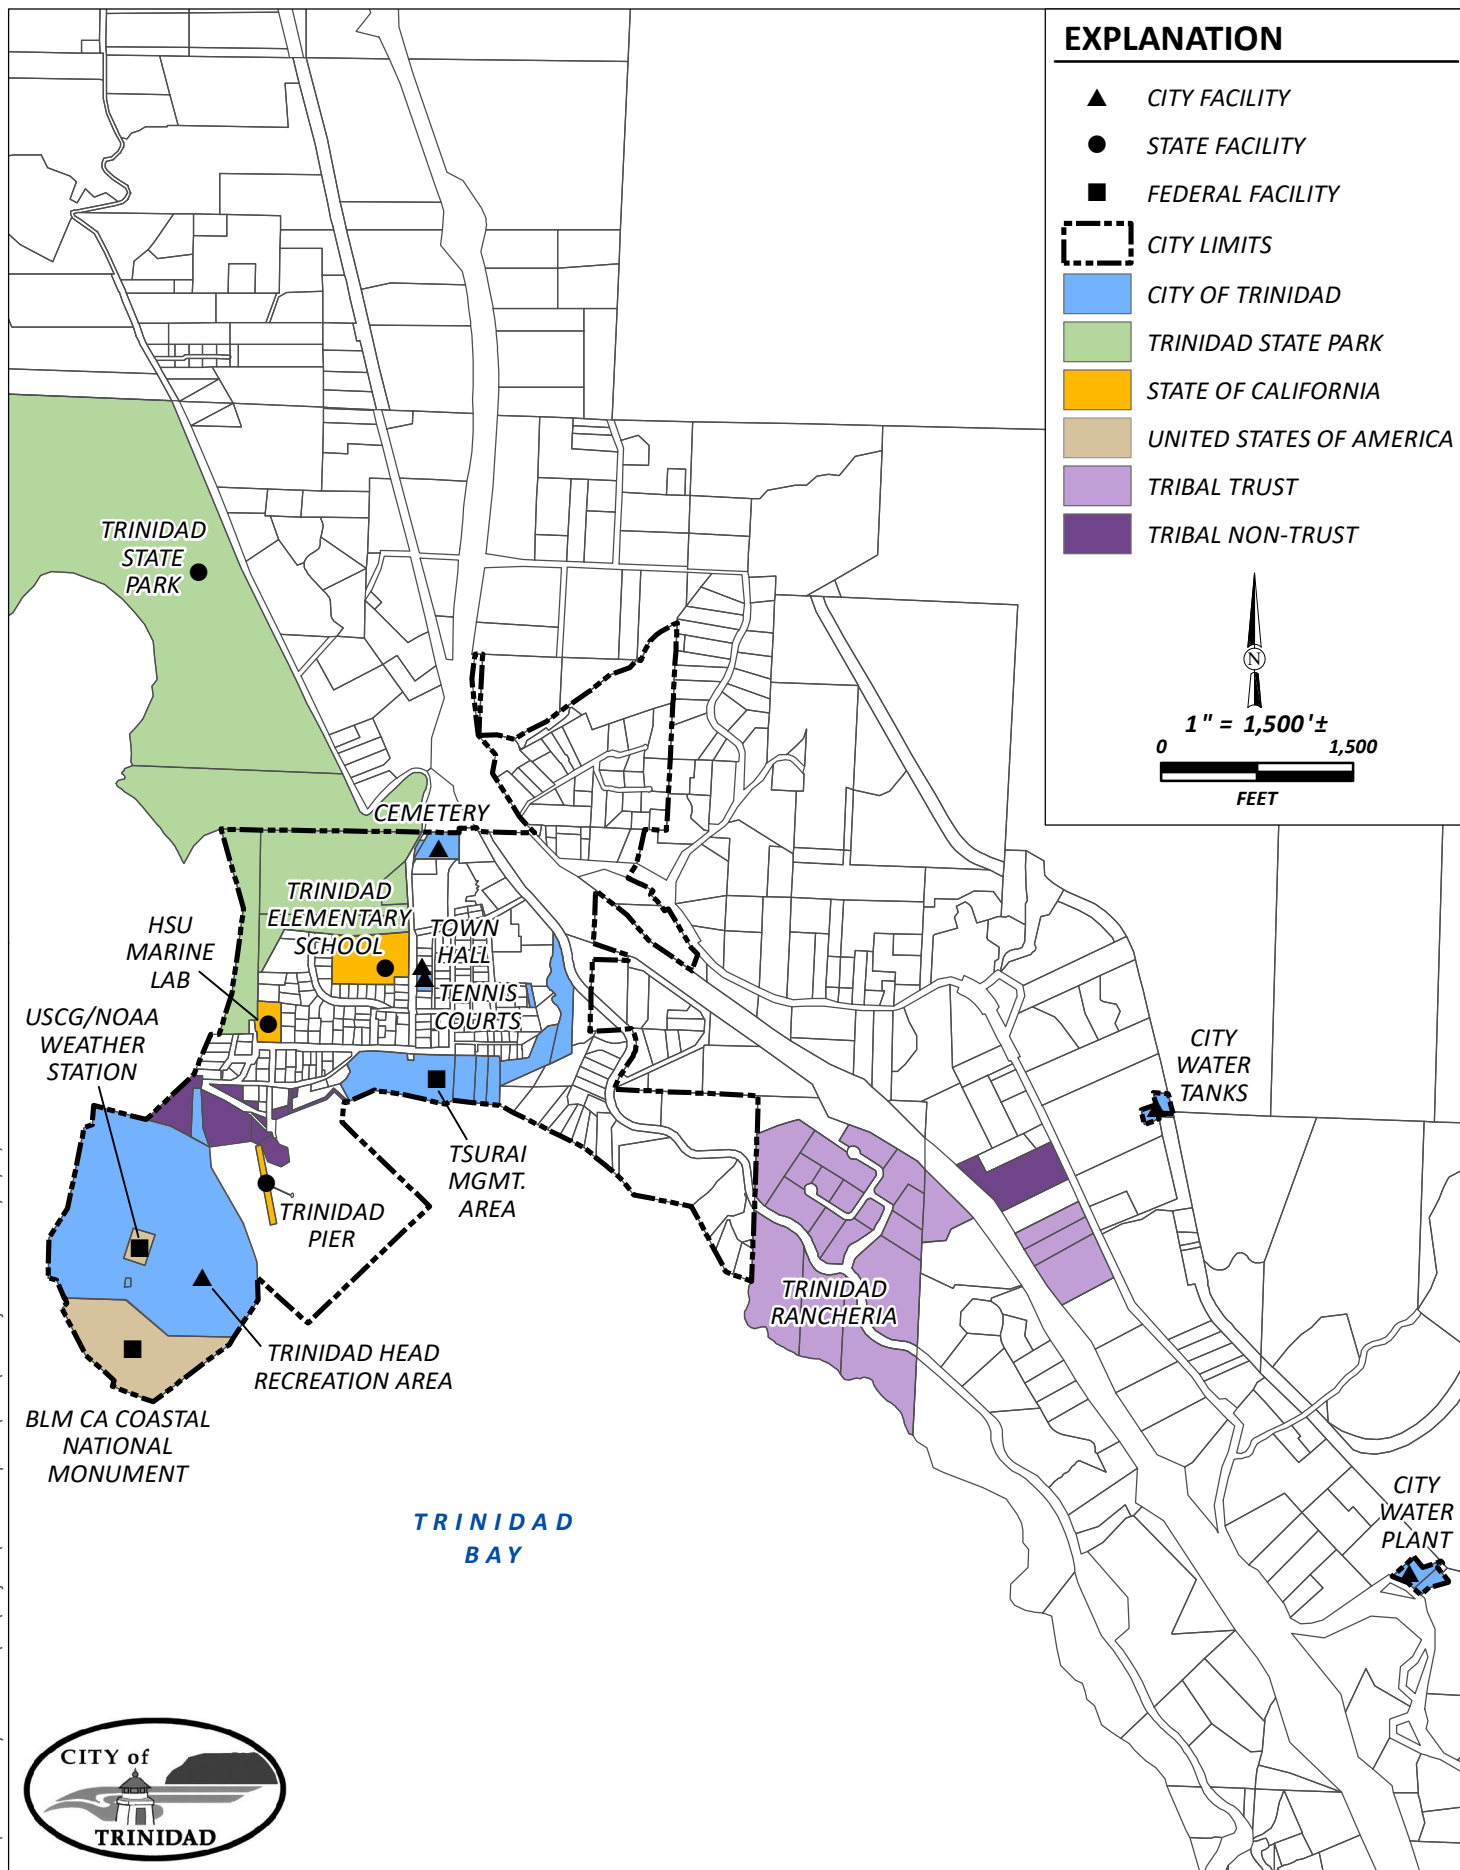 EXPLANATION
CITY FACILITY
STATE FACILITY
FEDERAL FACILITY
CITY LIMITS
CITY OF TRINIDAD
TRINIDAD STATE PARK
STATE OF CALIFORNIA
UNITED STATES OF AMERICA
TRIBAL TRUST
TRIBAL NON-TRUST
N
1" = 1,500'±
0 1,500
FEET
TRINIDAD
STATE
PARK
CEMETERY
TRINIDAD
ELEMENTARY
SCHOOL
TOWN
HALL
TENNIS
COURTS
HSU
MARINE
LAB
USCG/NOAA
WEATHER
STATION
CITY
WATER
TANKS
TSURAI
MGMT.
AREA
TRINIDAD
PIER
TRINIDAD
RANCHERIA
TRINIDAD HEAD
RECREATION AREA
BLM CA COASTAL
NATIONAL
MONUMENT
CITY
WATER
PLANT
TRINIDAD
BAY
CITY of
TRINIDAD